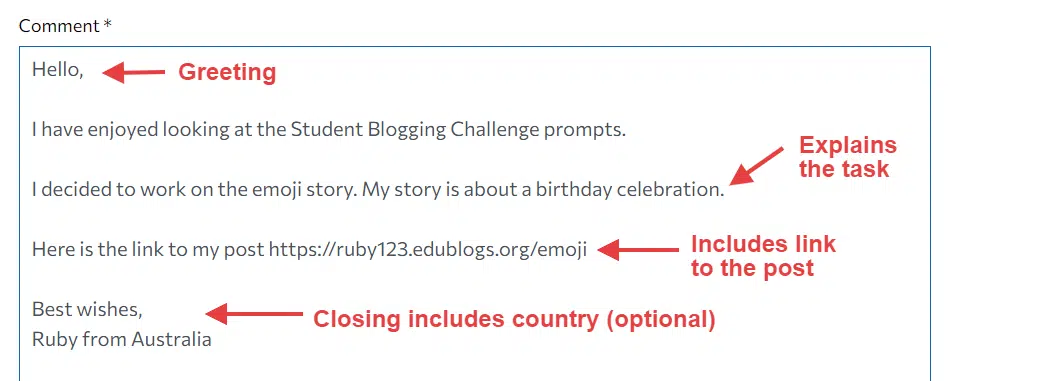 Comment *
Hello,
Greeting
I have enjoyed looking at the Student Blogging Challenge prompts.
Explains
the task
I decided to work on the emoji story. My story is about a birthday celebration.
Here is the link to my post https://ruby123.edublogs.org/emoji
Includes link
to the post
Best wishes,
Closing includes country (optional)
Ruby from Australia